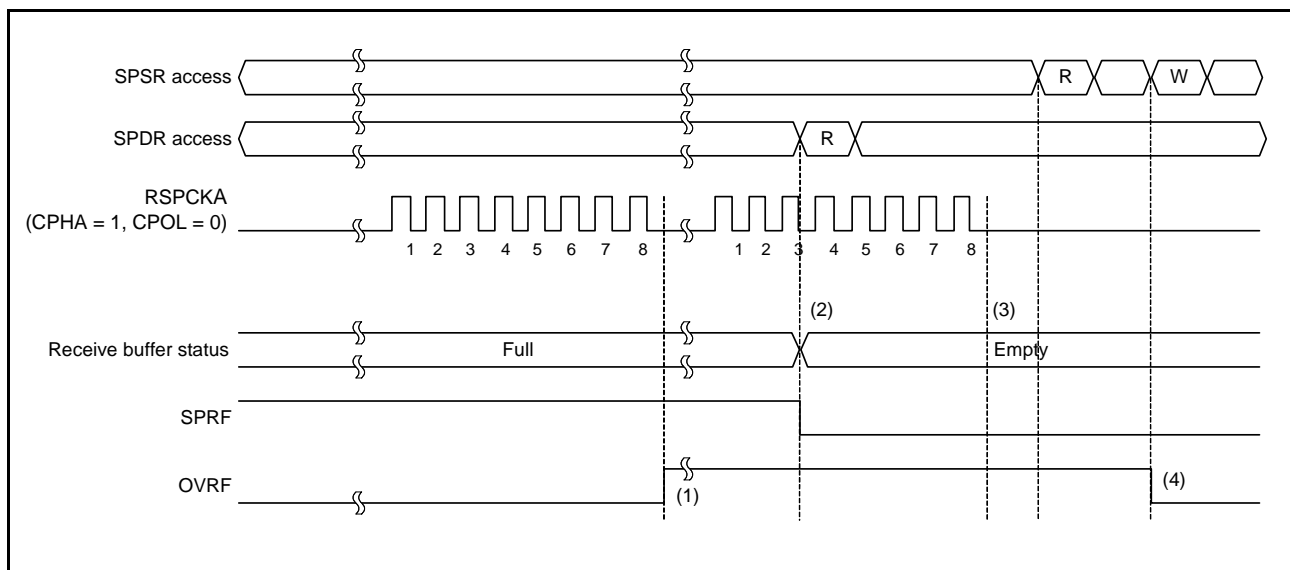 SPSR access
R
W
SPDR access
R
RSPCKA
(CPHA = 1, CPOL = 0)
1 2 3 4 5 6 7 8 1 2 3 4 5 6 7 8
(2) (3)
Receive buffer status
Full
Empty
SPRF
OVRF
(1)
(4)